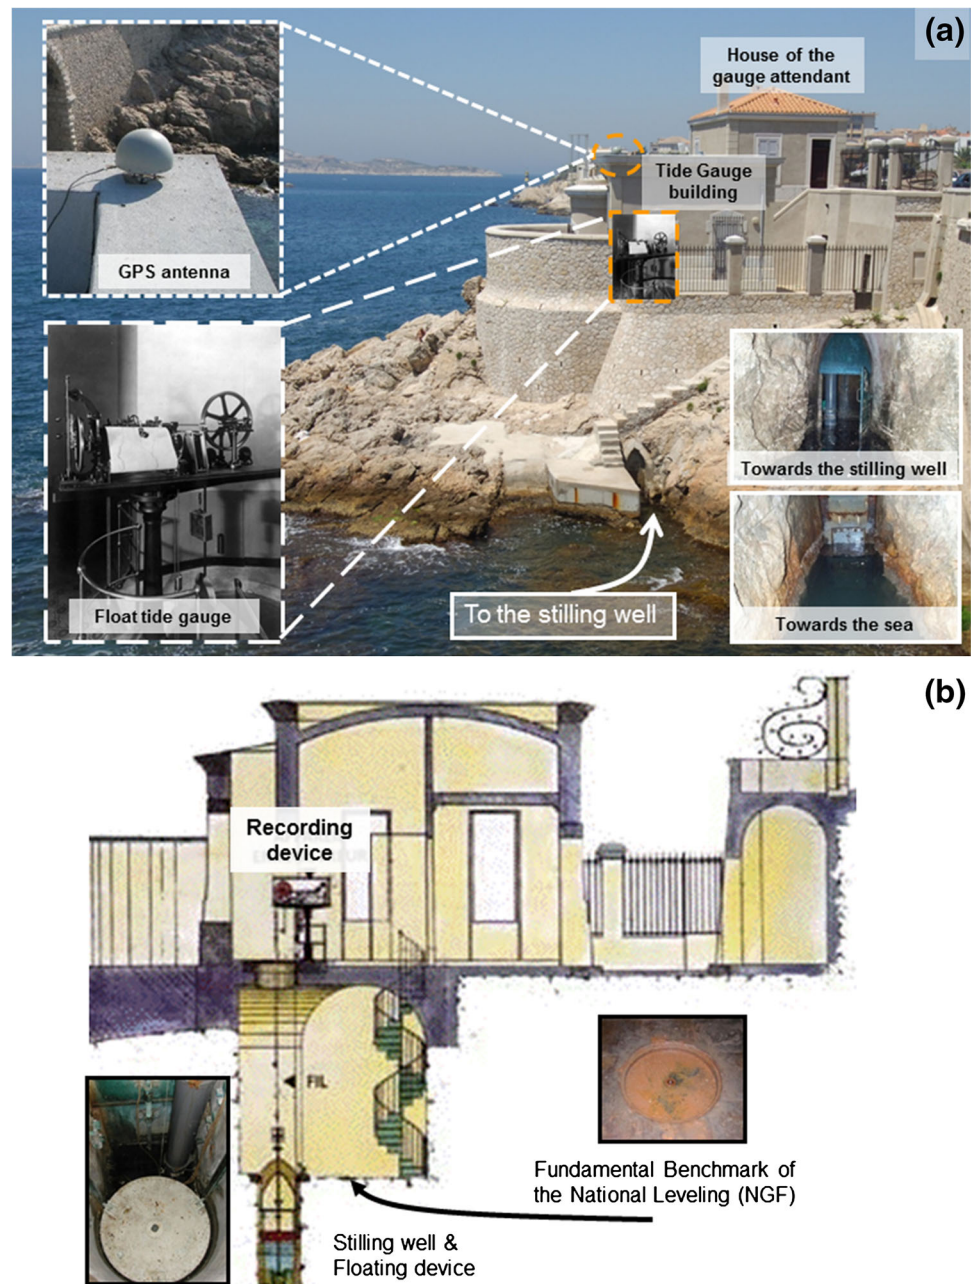 (a)
House of the
gauge attendant
Tide Gauge
building
GPS antenna
Float tide gauge
To the stilling well
Towards the stilling well
Towards the sea
(b)
Recording
device
FIL
Fundamental Benchmark of
the National Leveling (NGF)
Stilling well &
Floating device